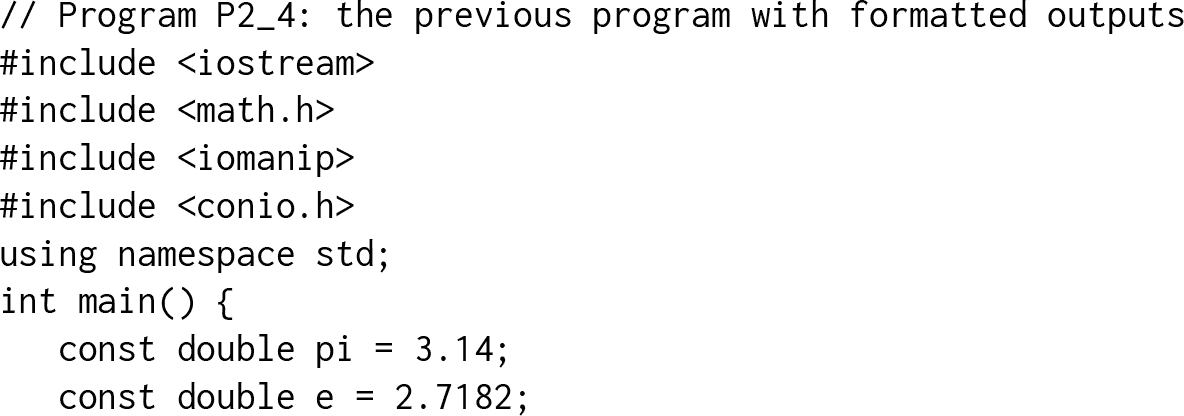 // Program P2_4: the previous program with formatted outputs
#include <iostream>
#include <math.h>
#include <iomanip>
#include <conio.h>
using namespace std;
int main() {
   const double pi = 3.14;
   const double e = 2.7182;